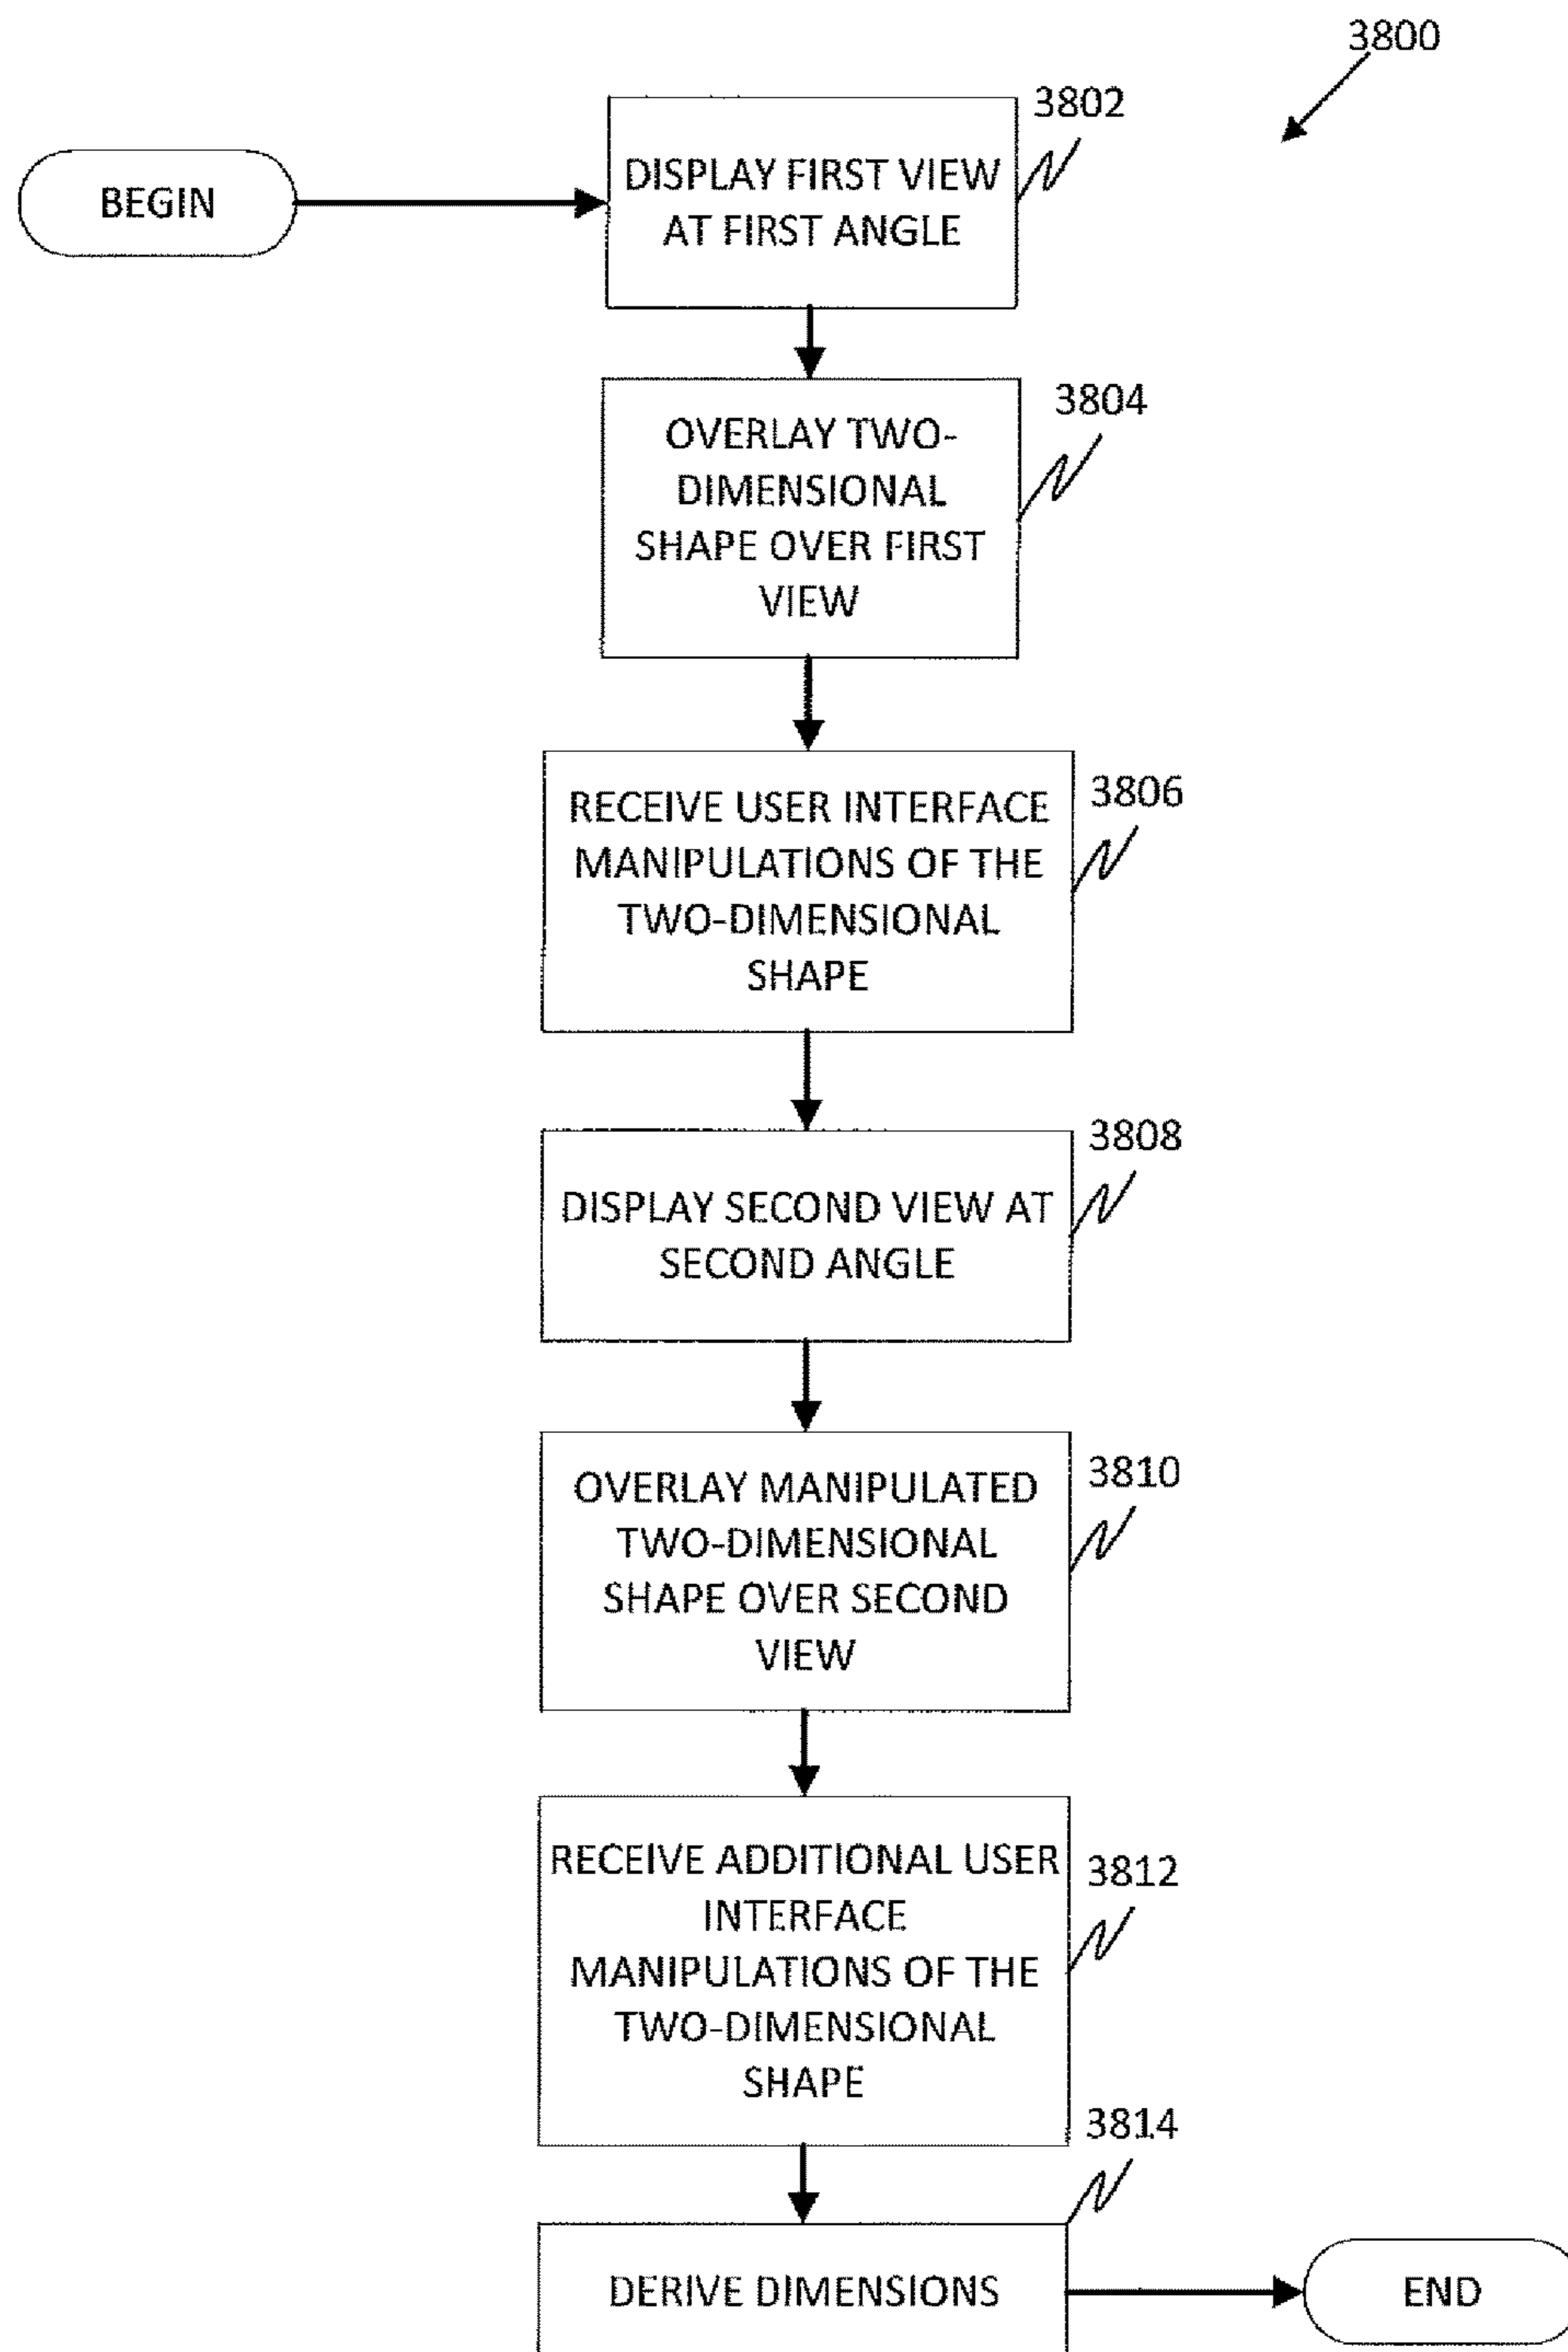 3800
3802
BEGIN
DISPLAY FIRST VIEW
AT FIRST ANGLE
3804
OVERLAY TWO-
DIMENSIONAL
SHAPE OVER FIRST
VIEW
3806
RECEIVE USER INTERFACE
MANIPULATIONS OF THE
TWO-DIMENSIONAL
SHAPE
3808
DISPLAY SECOND VIEW AT
SECOND ANGLE
3810
OVERLAY MANIPULATED
TWO-DIMENSIONAL
SHAPE OVER SECOND
VIEW
3812
RECEIVE ADDITIONAL USER
INTERFACE
MANIPULATIONS OF THE
TWO-DIMENSIONAL
SHAPE
3814
DERIVE DIMENSIONS
END